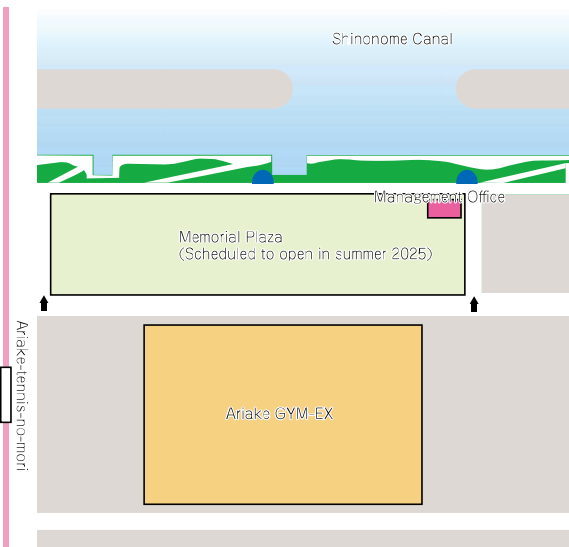 Shinonome Canal
Management Office
Memorial Plaza
(Scheduled to open in summer 2025)
Ariake-tennis-no-mori
Ariake GYM-EX